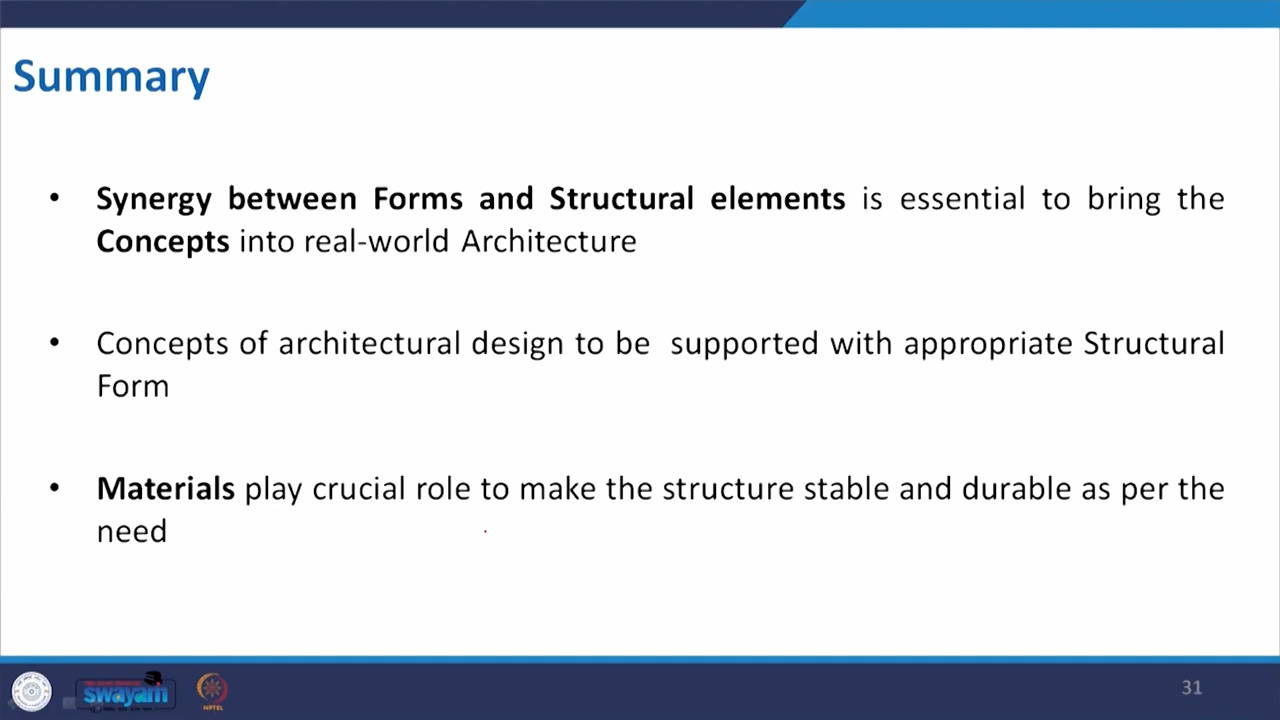 Summary
• Synergy between Forms and Structural elements is essential to bring the
Concepts into real-world Architecture
• Concepts of architectural design to be supported with appropriate Structural
Form
• Materials play crucial role to make the structure stable and durable as per the
need
swayam
NPTEL
31